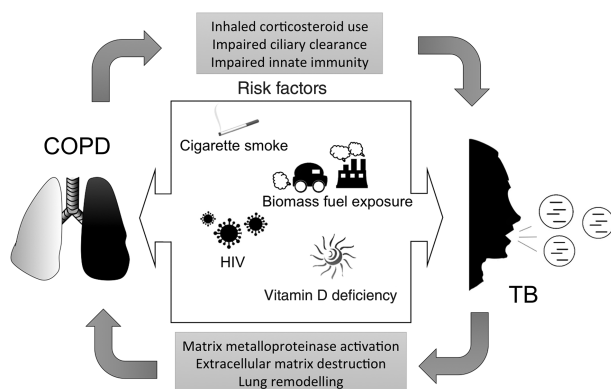 Inhaled corticosteroid use
Impaired ciliary clearance
Impaired innate immunity
Risk factors
COPD
Cigarette smoke
Biomass fuel exposure
HIV
Vitamin D deficiency
TB
Matrix metalloproteinase activation
Extracellular matrix destruction
Lung remodelling